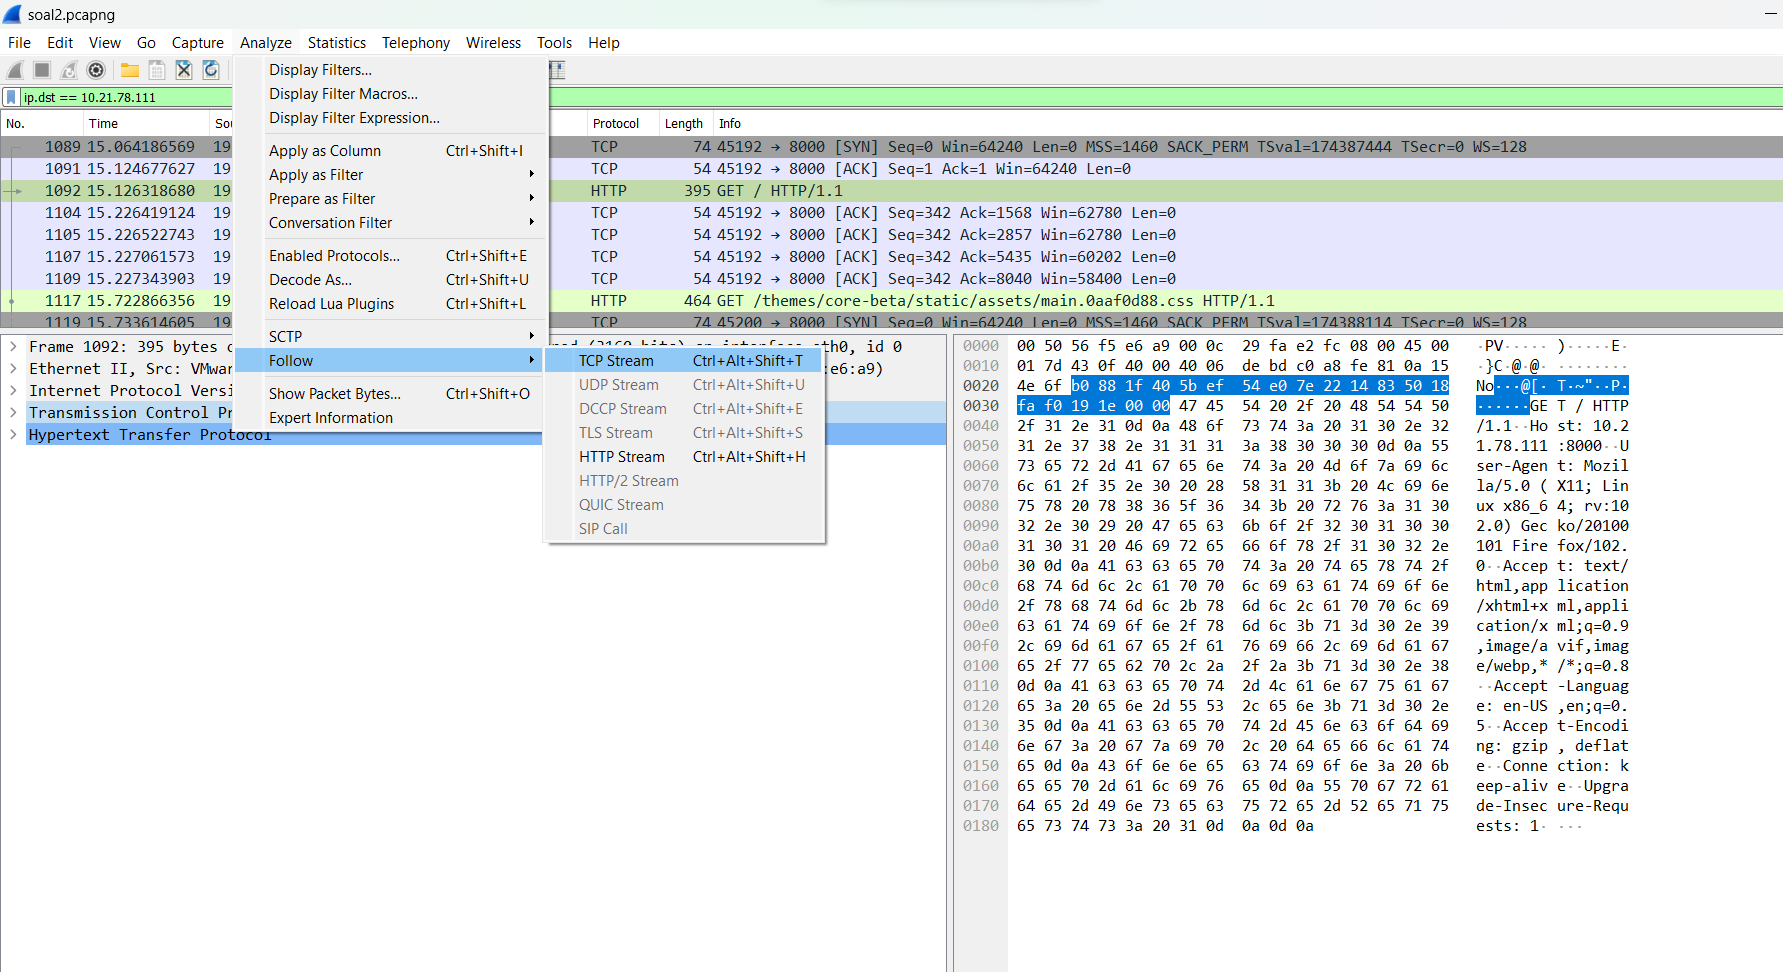 soal2.pcapng
File Edit View Go Capture Analyze Statistics Telephony Wireless Tools Help
ip.dst == 10.21.78.111
No. Time Sou Protocol Length Info
1089 15.064186569 19 TCP 74 45192 → 8000 [SYN] Seq=0 Win=64240 Len=0 MSS=1460 SACK_PERM TSval=174387444 TSecr=0 WS=128
1091 15.124677627 19 TCP 54 45192 → 8000 [ACK] Seq=1 Ack=1 Win=64240 Len=0
1092 15.126318680 19 HTTP 395 GET / HTTP/1.1
1104 15.226419124 19 TCP 54 45192 → 8000 [ACK] Seq=342 Ack=1568 Win=62780 Len=0
1105 15.226522743 19 TCP 54 45192 → 8000 [ACK] Seq=342 Ack=2857 Win=62780 Len=0
1107 15.227061573 19 TCP 54 45192 → 8000 [ACK] Seq=342 Ack=5435 Win=60202 Len=0
1109 15.227343903 19 TCP 54 45192 → 8000 [ACK] Seq=342 Ack=8040 Win=58400 Len=0
1117 15.722866356 19 HTTP 464 GET /themes/core-beta/static/assets/main.0aaf0d88.css HTTP/1.1
1119 15.733614605 19 TCP 74 45200 → 8000 [SYN] Seq=0 Win=64240 Len=0 MSS=1460 SACK_PERM TSval=174388114 TSecr=0 WS=128
Display Filters...
Display Filter Macros...
Display Filter Expression...
Apply as Column Ctrl+Shift+I
Apply as Filter
Prepare as Filter
Conversation Filter
Enabled Protocols... Ctrl+Shift+E
Decode As... Ctrl+Shift+U
Reload Lua Plugins Ctrl+Shift+L
SCTP
Follow
Show Packet Bytes... Ctrl+Shift+O
Expert Information
TCP Stream Ctrl+Alt+Shift+T
UDP Stream Ctrl+Alt+Shift+U
DCCP Stream Ctrl+Alt+Shift+E
TLS Stream Ctrl+Alt+Shift+S
HTTP Stream Ctrl+Alt+Shift+H
HTTP/2 Stream
QUIC Stream
SIP Call
Frame 1092: 395 bytes (3160 bits) on interface eth0, id 0
Ethernet II, Src: VMwar :e6:a9)
Internet Protocol Versi
Transmission Control Pr
Hypertext Transfer Protocol
0000 00 50 56 f5 e6 a9 00 0c 29 fa e2 fc 08 00 45 00 ·PV·····)·····E·
0010 01 7d 43 0f 40 00 40 06 de bd c0 a8 fe 81 0a 15 ·}C·@·@·········
0020 4e 6f b0 88 1f 40 5b ef 54 e0 7e 22 14 83 50 18 No···@[·T·~"··P·
0030 fa f0 19 1e 00 00 47 45 54 20 2f 20 48 54 54 50 ······GET / HTTP
0040 2f 31 2e 31 0d 0a 48 6f 73 74 3a 20 31 30 2e 32 /1.1··Host: 10.2
0050 31 2e 37 38 2e 31 31 31 3a 38 30 30 30 0d 0a 55 1.78.111:8000··U
0060 73 65 72 2d 41 67 65 6e 74 3a 20 4d 6f 7a 69 6c ser-Agent: Mozil
0070 6c 61 2f 35 2e 30 20 28 58 31 31 3b 20 4c 69 6e la/5.0 (X11; Lin
0080 75 78 20 78 38 36 5f 36 34 3b 20 72 76 3a 31 30 ux x86_64; rv:10
0090 32 2e 30 29 20 47 65 63 6b 6f 2f 32 30 31 30 30 2.0) Gecko/20100
00a0 31 30 31 20 46 69 72 65 66 6f 78 2f 31 30 32 2e 101 Firefox/102.
00b0 30 0d 0a 41 63 63 65 70 74 3a 20 74 65 78 74 2f 0··Accept: text/
00c0 68 74 6d 6c 2c 61 70 70 6c 69 63 61 74 69 6f 6e html,application
00d0 2f 78 68 74 6d 6c 2b 78 6d 6c 2c 61 70 70 6c 69 /xhtml+xml,appli
00e0 63 61 74 69 6f 6e 2f 78 6d 6c 3b 71 3d 30 2e 39 cation/xml;q=0.9
00f0 2c 69 6d 61 67 65 2f 61 76 69 66 2c 69 6d 61 67 ,image/avif,imag
0100 65 2f 77 65 62 70 2c 2a 2f 2a 3b 71 3d 30 2e 38 e/webp,*/*;q=0.8
0110 0d 0a 41 63 63 65 70 74 2d 4c 61 6e 67 75 61 67 ··Accept-Languag
0120 65 3a 20 65 6e 2d 55 53 2c 65 6e 3b 71 3d 30 2e e: en-US,en;q=0.
0130 35 0d 0a 41 63 63 65 70 74 2d 45 6e 63 6f 64 69 5··Accept-Encodi
0140 6e 67 3a 20 67 7a 69 70 2c 20 64 65 66 6c 61 74 ng: gzip, deflat
0150 65 0d 0a 43 6f 6e 6e 65 63 74 69 6f 6e 3a 20 6b e··Connection: k
0160 65 65 70 2d 61 6c 69 76 65 0d 0a 55 70 67 72 61 eep-alive··Upgra
0170 64 65 2d 49 6e 73 65 63 75 72 65 2d 52 65 71 75 de-Insecure-Requ
0180 65 73 74 73 3a 20 31 0d 0a 0d 0a ests: 1····